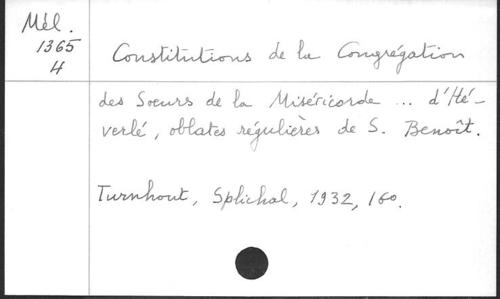 Mél.
1365
4
Constitutions de la Congrégation
des Soeurs de la Miséricorde ... d'Hé-
verlé, oblates régulières de S. Benoît.
Turnhout, Splichal, 1932, 160.